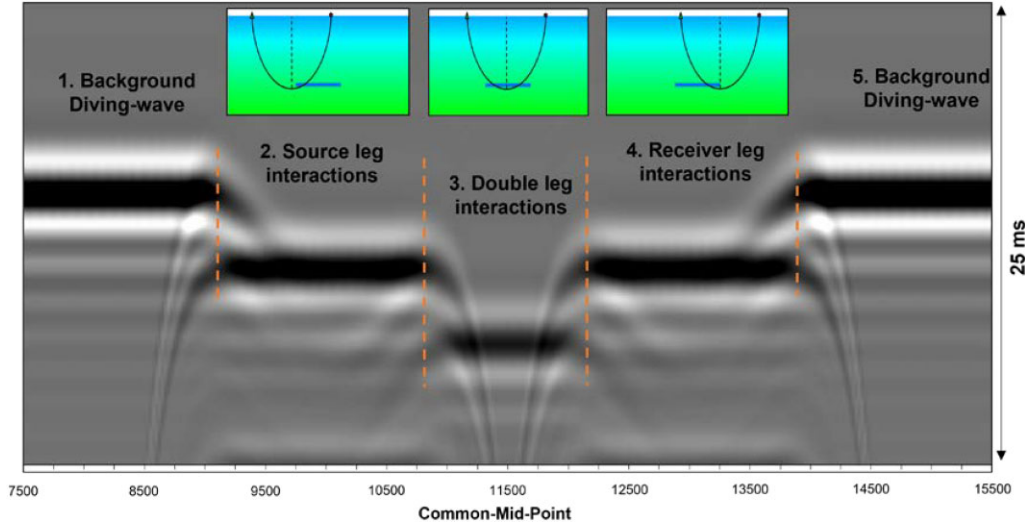 1. Background
Diving-wave
2. Source leg
interactions
3. Double leg
interactions
4. Receiver leg
interactions
5. Background
Diving-wave
25 ms
7500
8500
9500
10500
11500
12500
13500
14500
15500
Common-Mid-Point